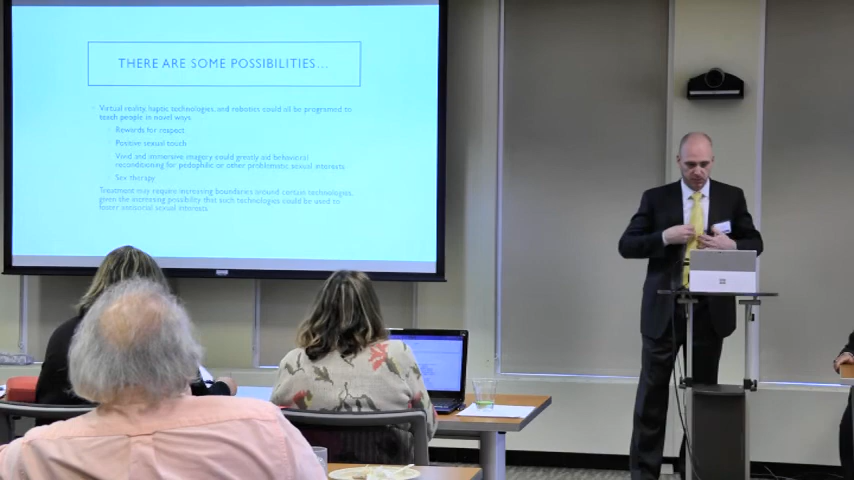 THERE ARE SOME POSSIBILITIES...
Virtual reality, haptic technologies, and robotics could all be programed to
teach people in novel ways
Rewards for respect
Positive sexual touch
Vivid and immersive imagery could greatly aid behavioral
reconditioning for pedophilic or other problematic sexual interests
Sex therapy
Treatment may require increasing boundaries around certain technologies,
given the increasing possibility that such technologies could be used to
foster antisocial sexual interests